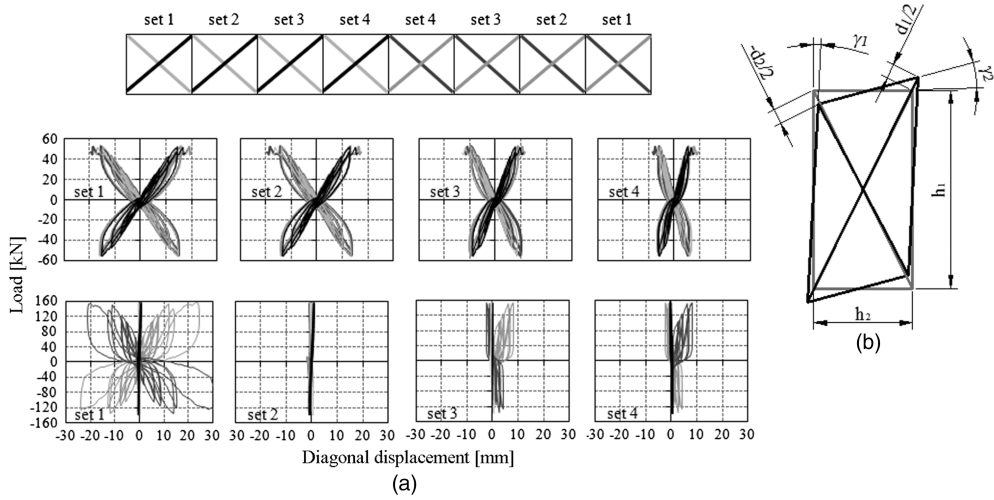 set 1 set 2 set 3 set 4 set 4 set 3 set 2 set 1
60
40
20
0
-20
-40
-60
set 1 set 2 set 3 set 4
Load [kN]
160
120
80
40
0
-40
-80
-120
-160
set 1 set 2 set 3 set 4
-30 -20 -10 0 10 20 30 -30 -20 -10 0 10 20 30 -30 -20 -10 0 10 20 30 -30 -20 -10 0 10 20 30
Diagonal displacement [mm]
(a)
-d2/2
γ1
d1/2
γ2
h1
h2
(b)